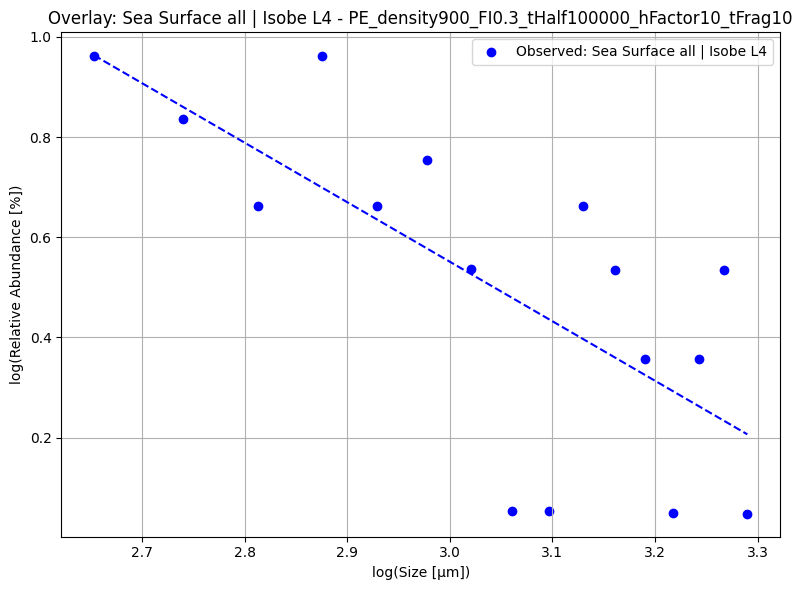 Overlay: Sea Surface all | Isobe L4 - PE_density900_FI0.3_tHalf100000_hFactor10_tFrag10
Observed: Sea Surface all | Isobe L4
log(Relative Abundance [%])
1.0
0.8
0.6
0.4
0.2
2.7 2.8 2.9 3.0 3.1 3.2 3.3
log(Size [µm])